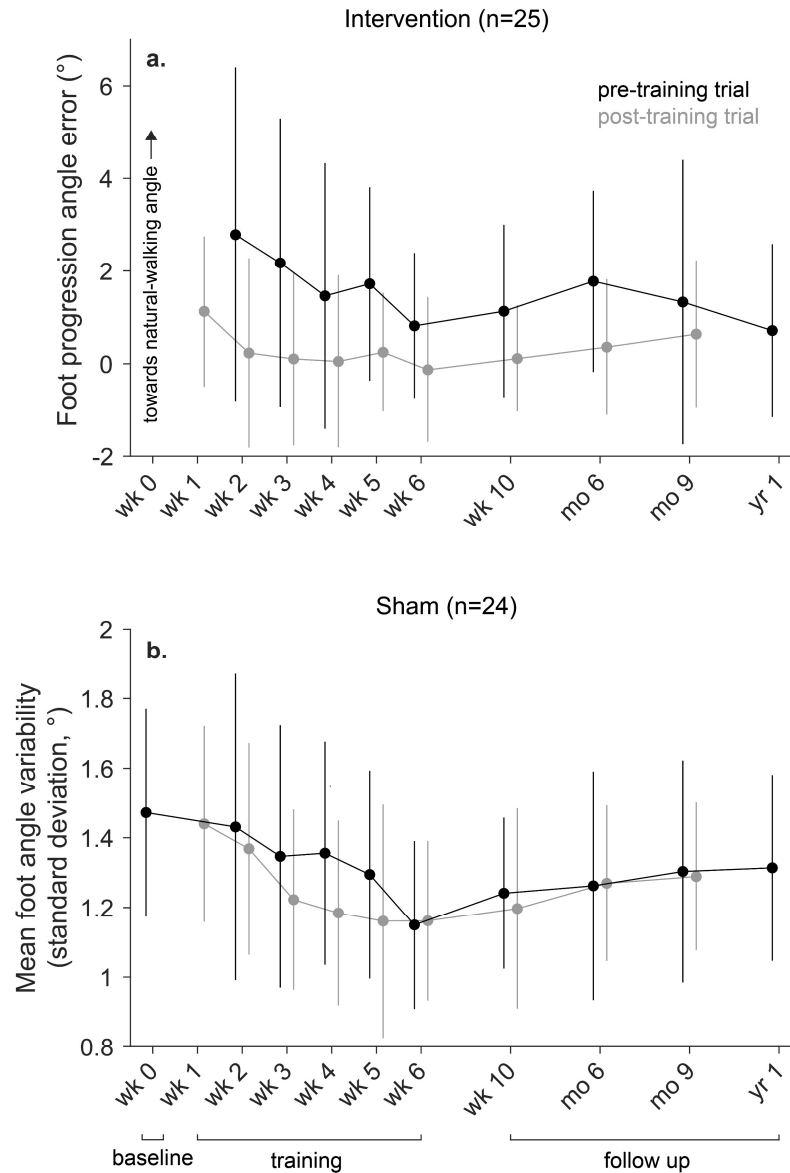 Intervention (n=25)
a.
pre-training trial
post-training trial
Foot progression angle error (°)
towards natural-walking angle
6
4
2
0
-2
wk 0
wk 1
wk 2
wk 3
wk 4
wk 5
wk 6
wk 10
mo 6
mo 9
yr 1
Sham (n=24)
b.
Mean foot angle variability
(standard deviation, °)
2
1.8
1.6
1.4
1.2
1
0.8
wk 0
wk 1
wk 2
wk 3
wk 4
wk 5
wk 6
wk 10
mo 6
mo 9
yr 1
baseline
training
follow up